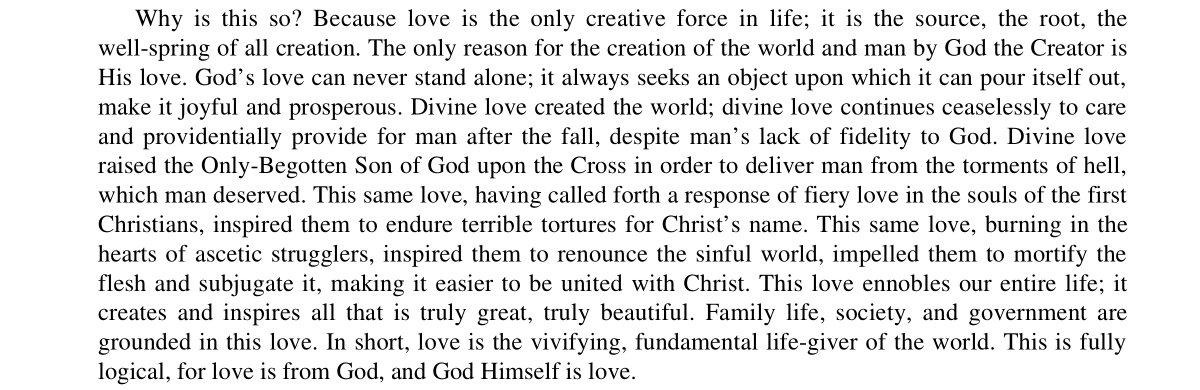 Why is this so? Because love is the only creative force in life; it is the source, the root, the
well-spring of all creation. The only reason for the creation of the world and man by God the Creator is
His love. God’s love can never stand alone; it always seeks an object upon which it can pour itself out,
make it joyful and prosperous. Divine love created the world; divine love continues ceaselessly to care
and providentially provide for man after the fall, despite man’s lack of fidelity to God. Divine love
raised the Only-Begotten Son of God upon the Cross in order to deliver man from the torments of hell,
which man deserved. This same love, having called forth a response of fiery love in the souls of the first
Christians, inspired them to endure terrible tortures for Christ’s name. This same love, burning in the
hearts of ascetic strugglers, inspired them to renounce the sinful world, impelled them to mortify the
flesh and subjugate it, making it easier to be united with Christ. This love ennobles our entire life; it
creates and inspires all that is truly great, truly beautiful. Family life, society, and government are
grounded in this love. In short, love is the vivifying, fundamental life-giver of the world. This is fully
logical, for love is from God, and God Himself is love.